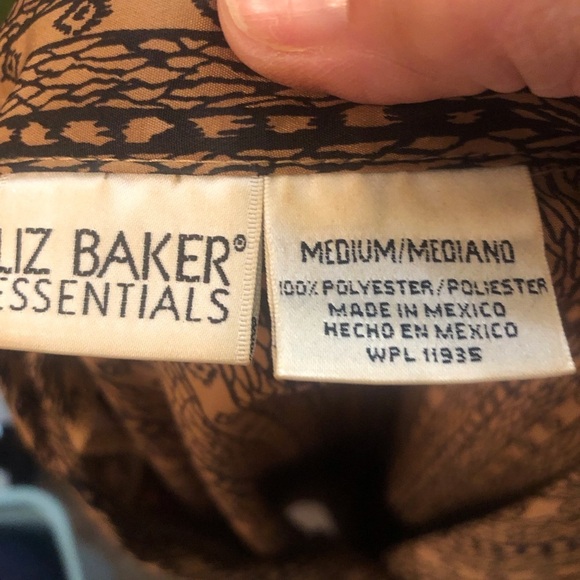 LIZ BAKER®
ESSENTIALS
MEDIUM/MEDIANO
100% POLYESTER/POLIESTER
MADE IN MEXICO
HECHO EN MEXICO
WPL 11935